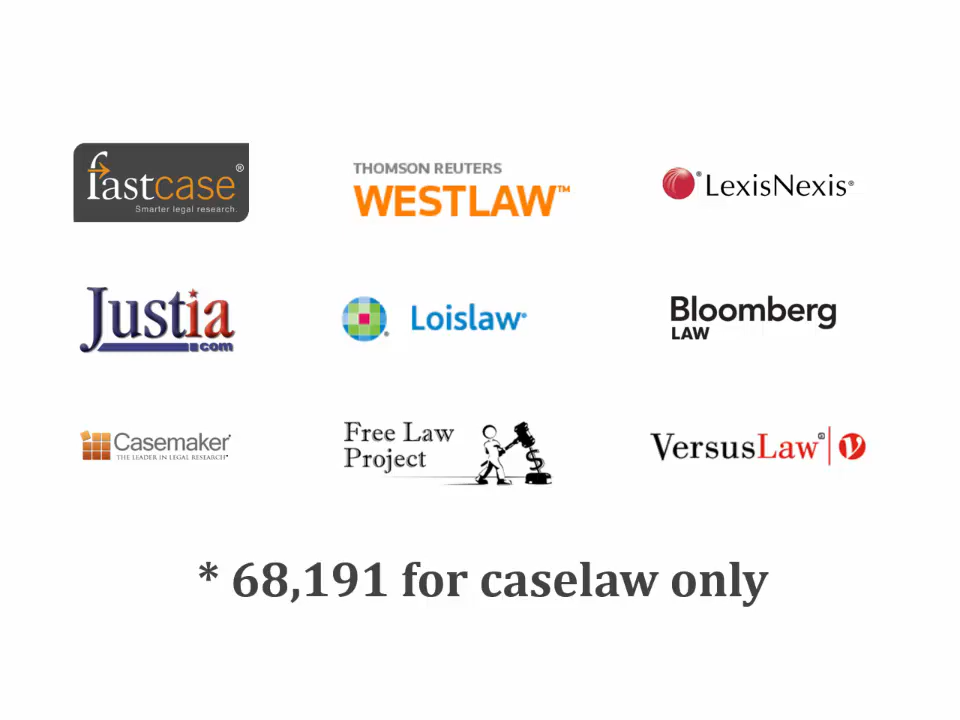 fastcase®
Smarter legal research.
THOMSON REUTERS
WESTLAW™
LexisNexis®
Justia
.com
Loislaw®
Bloomberg
LAW
Casemaker
THE LEADER IN LEGAL RESEARCH
Free Law
Project
$
VersusLaw® | V
* 68,191 for caselaw only